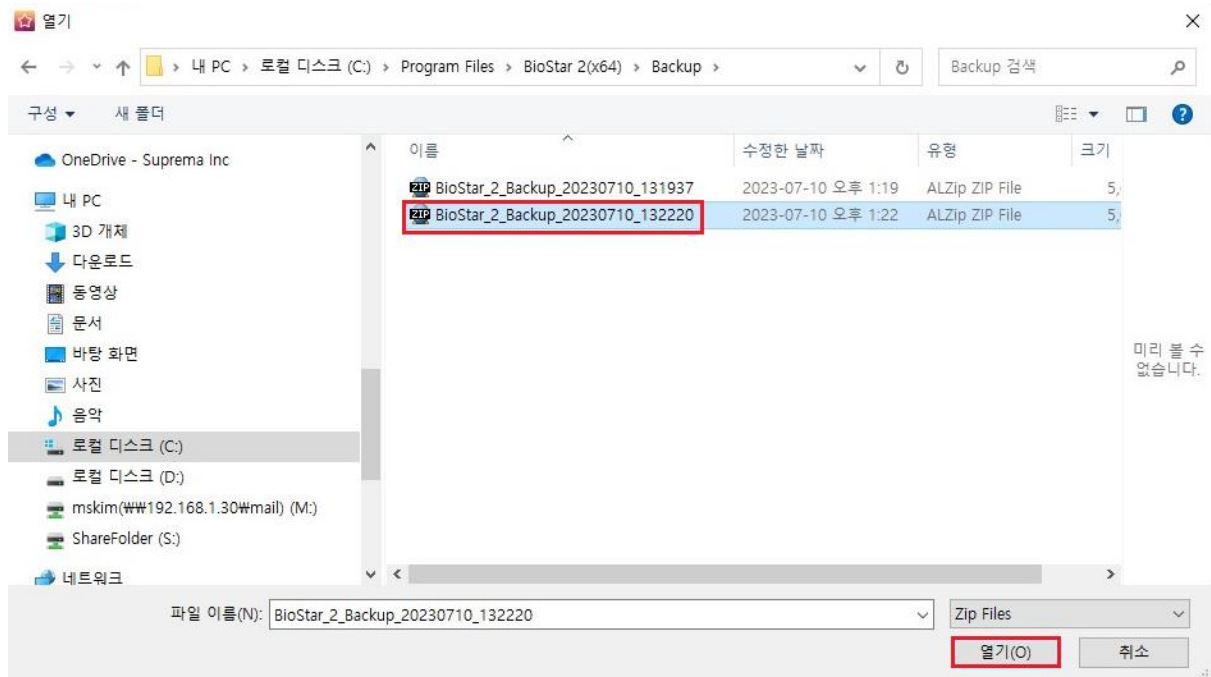 열기
내 PC > 로컬 디스크 (C:) > Program Files > BioStar 2(x64) > Backup >
Backup 검색
구성 새 폴더
이름 수정한 날짜 유형 크기
OneDrive - Suprema Inc
내 PC
3D 개체
다운로드
동영상
문서
바탕 화면
사진
음악
로컬 디스크 (C:)
로컬 디스크 (D:)
mskim(₩₩192.168.1.30₩mail) (M:)
ShareFolder (S:)
네트워크
ZIP BioStar_2_Backup_20230710_131937 2023-07-10 오후 1:19 ALZip ZIP File 5,
ZIP BioStar_2_Backup_20230710_132220 2023-07-10 오후 1:22 ALZip ZIP File 5,
미리 볼 수
없습니다.
파일 이름(N): BioStar_2_Backup_20230710_132220 Zip Files
열기(O) 취소